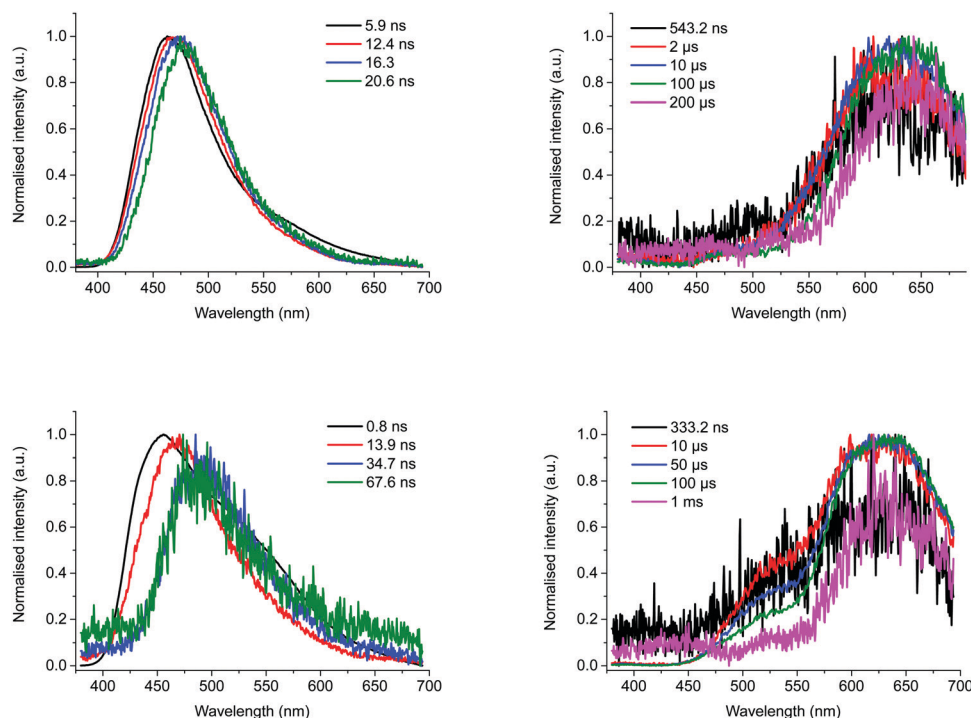 5.9 ns
12.4 ns
16.3
20.6 ns
Normalised intensity (a.u.)
1.0
0.8
0.6
0.4
0.2
0.0
400 450 500 550 600 650 700
Wavelength (nm)
543.2 ns
2 µs
10 µs
100 µs
200 µs
Normalised intensity (a.u.)
1.0
0.8
0.6
0.4
0.2
0.0
400 450 500 550 600 650
Wavelength (nm)
0.8 ns
13.9 ns
34.7 ns
67.6 ns
Normalised intensity (a.u.)
1.0
0.8
0.6
0.4
0.2
0.0
400 450 500 550 600 650 700
Wavelength (nm)
333.2 ns
10 µs
50 µs
100 µs
1 ms
Normalised intensity (a.u.)
1.0
0.8
0.6
0.4
0.2
0.0
400 450 500 550 600 650 700
Wavelength (nm)